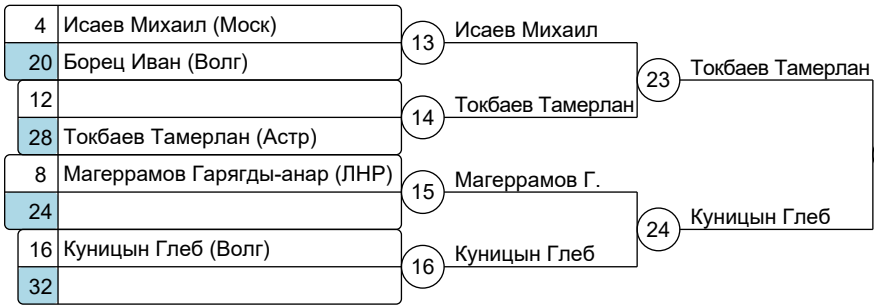 4 Исаев Михаил (Моск)
20 Борец Иван (Волг)
12
28 Токбаев Тамерлан (Астр)
8 Магеррамов Гарягды-анар (ЛНР)
24
16 Куницын Глеб (Волг)
32
13 Исаев Михаил
14 Токбаев Тамерлан
15 Магеррамов Г.
16 Куницын Глеб
23 Токбаев Тамерлан
24 Куницын Глеб